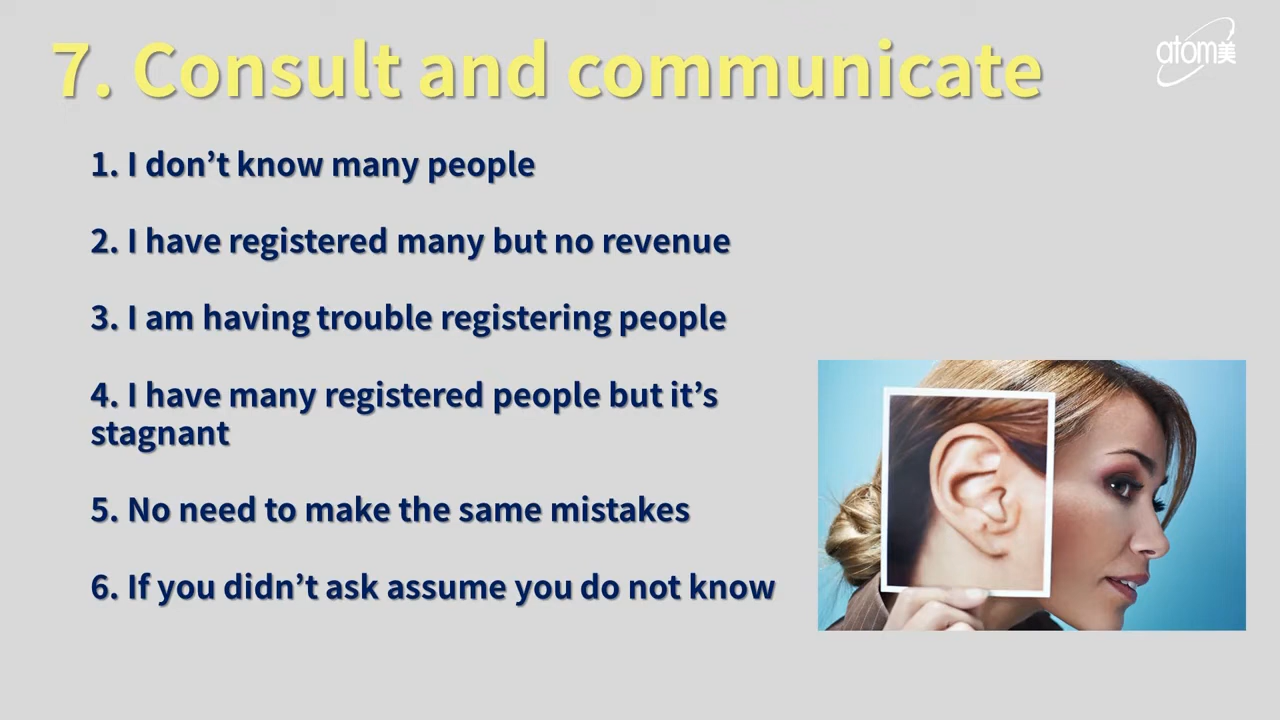 7. Consult and communicate
atom美
1. I don’t know many people
2. I have registered many but no revenue
3. I am having trouble registering people
4. I have many registered people but it’s
stagnant
5. No need to make the same mistakes
6. If you didn’t ask assume you do not know